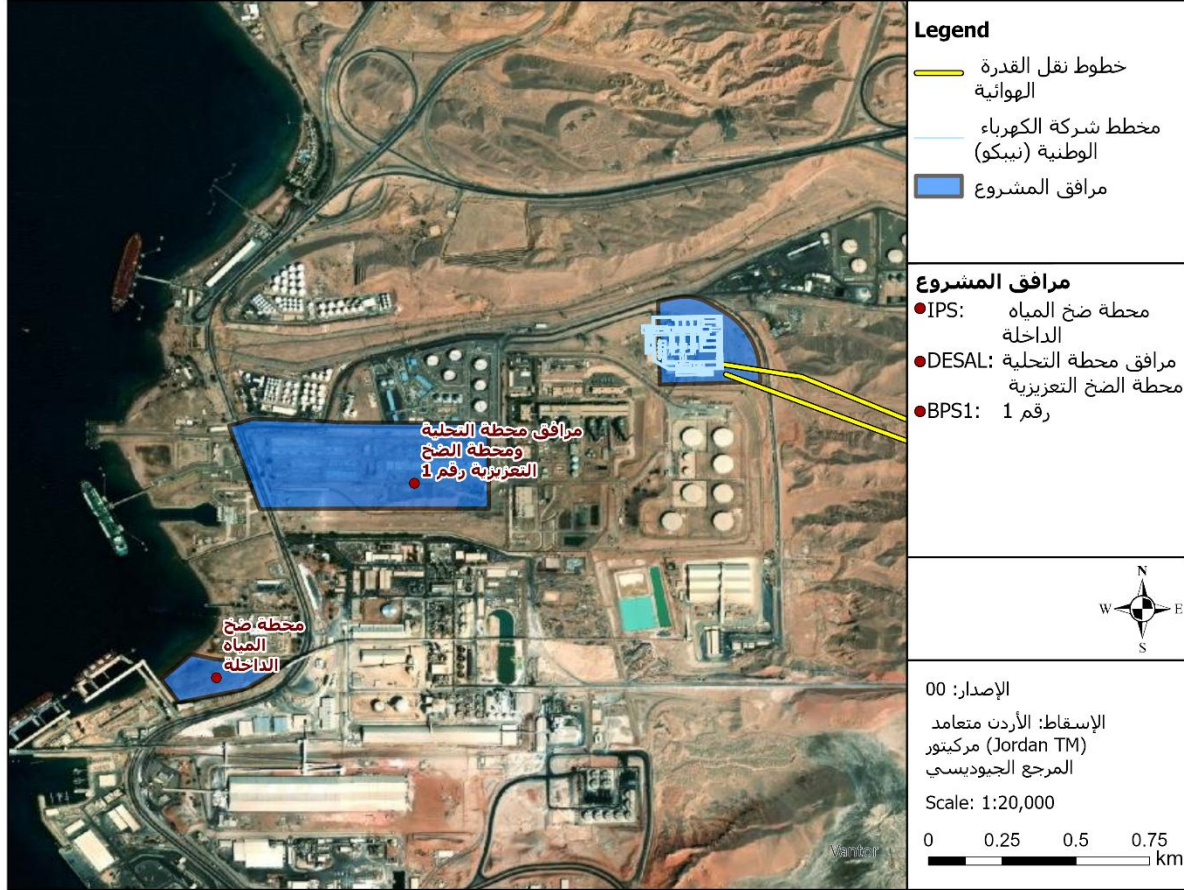 Legend
خطوط نقل القدرة
الهوائية
مخطط شركة الكهرباء
الوطنية (نيبكو)
مرافق المشروع
مرافق المشروع
IPS: محطة ضخ المياه
الداخلة
DESAL: مرافق محطة التحلية
محطة الضخ التعزيزية
BPS1: رقم 1
مرافق محطة التحلية
ومحطة الضخ
التعزيزية رقم 1
محطة ضخ
المياه
الداخلة
N
W E
S
الإصدار: 00
الإسقاط: الأردن متعامد
مركيتور (Jordan TM)
المرجع الجيوديسي
Scale: 1:20,000
0 0.25 0.5 0.75
km
Vantor